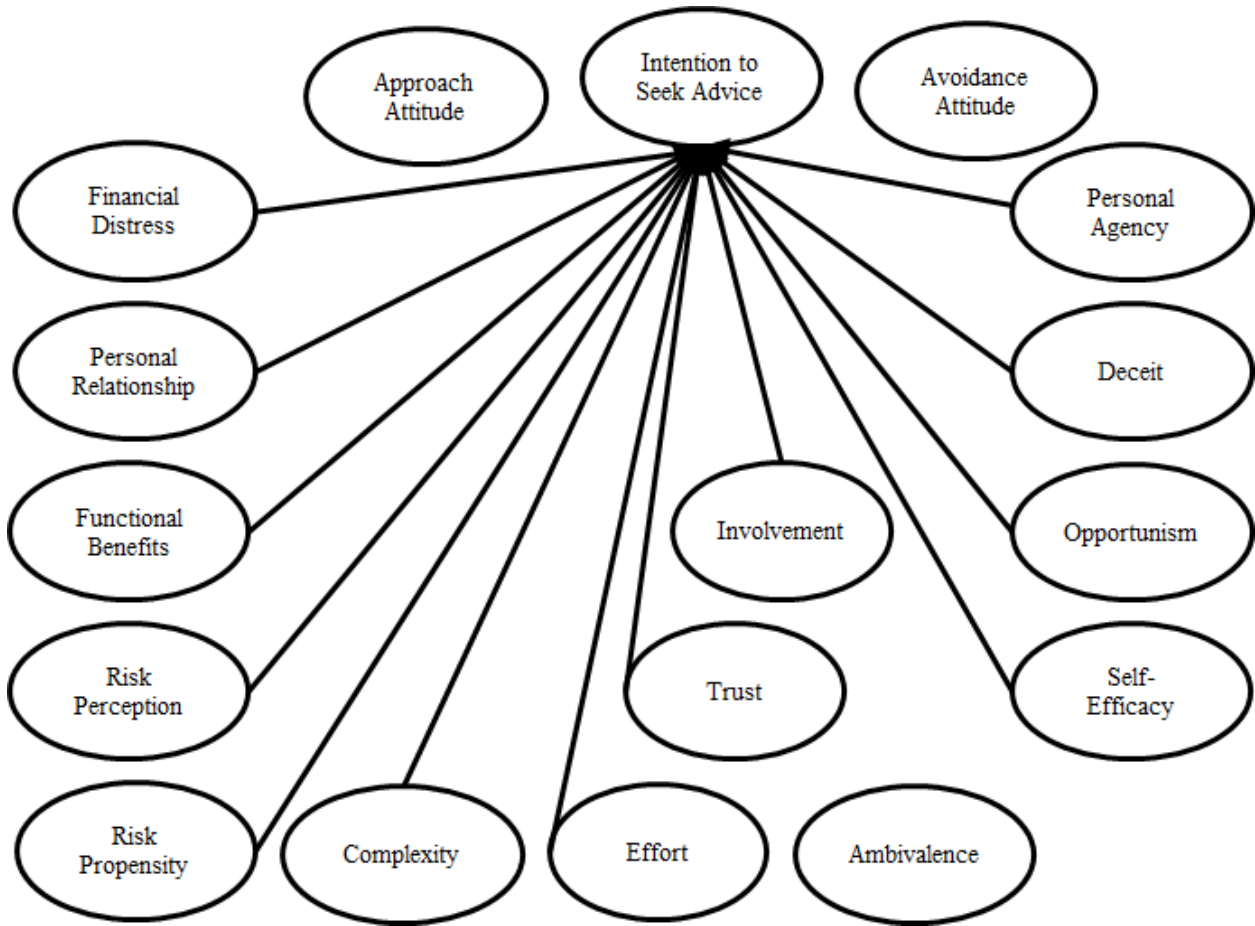 Approach
Attitude
Intention to
Seek Advice
Avoidance
Attitude
Financial
Distress
Personal
Agency
Personal
Relationship
Deceit
Functional
Benefits
Involvement
Opportunism
Risk
Perception
Trust
Self-
Efficacy
Risk
Propensity
Complexity
Effort
Ambivalence